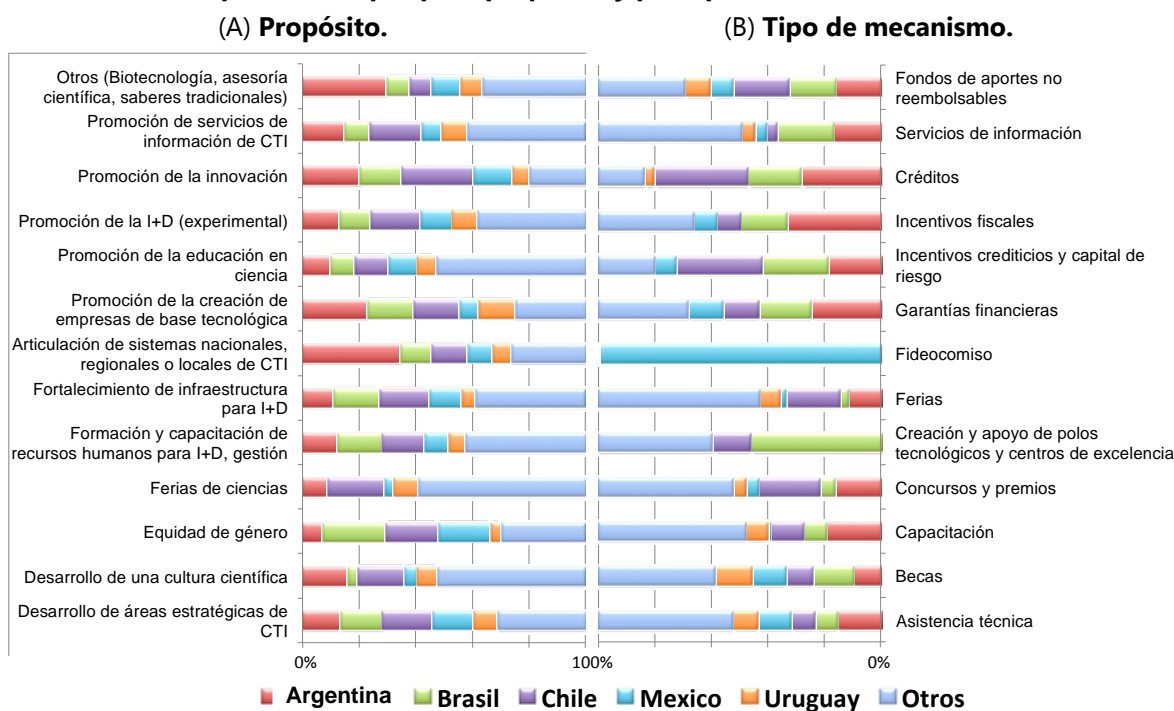 (A) Propósito.
(B) Tipo de mecanismo.
Otros (Biotecnología, asesoría
científica, saberes tradicionales)
Promoción de servicios de
información de CTI
Promoción de la innovación
Promoción de la I+D (experimental)
Promoción de la educación en
ciencia
Promoción de la creación de
empresas de base tecnológica
Articulación de sistemas nacionales,
regionales o locales de CTI
Fortalecimiento de infraestructura
para I+D
Formación y capacitación de
recursos humanos para I+D, gestión
Ferias de ciencias
Equidad de género
Desarrollo de una cultura científica
Desarrollo de áreas estratégicas de
CTI
Fondos de aportes no
reembolsables
Servicios de información
Créditos
Incentivos fiscales
Incentivos crediticios y capital de
riesgo
Garantías financieras
Fideocomiso
Ferias
Creación y apoyo de polos
tecnológicos y centros de excelencia
Concursos y premios
Capacitación
Becas
Asistencia técnica
0%
100%
0%
Argentina
Brasil
Chile
Mexico
Uruguay
Otros